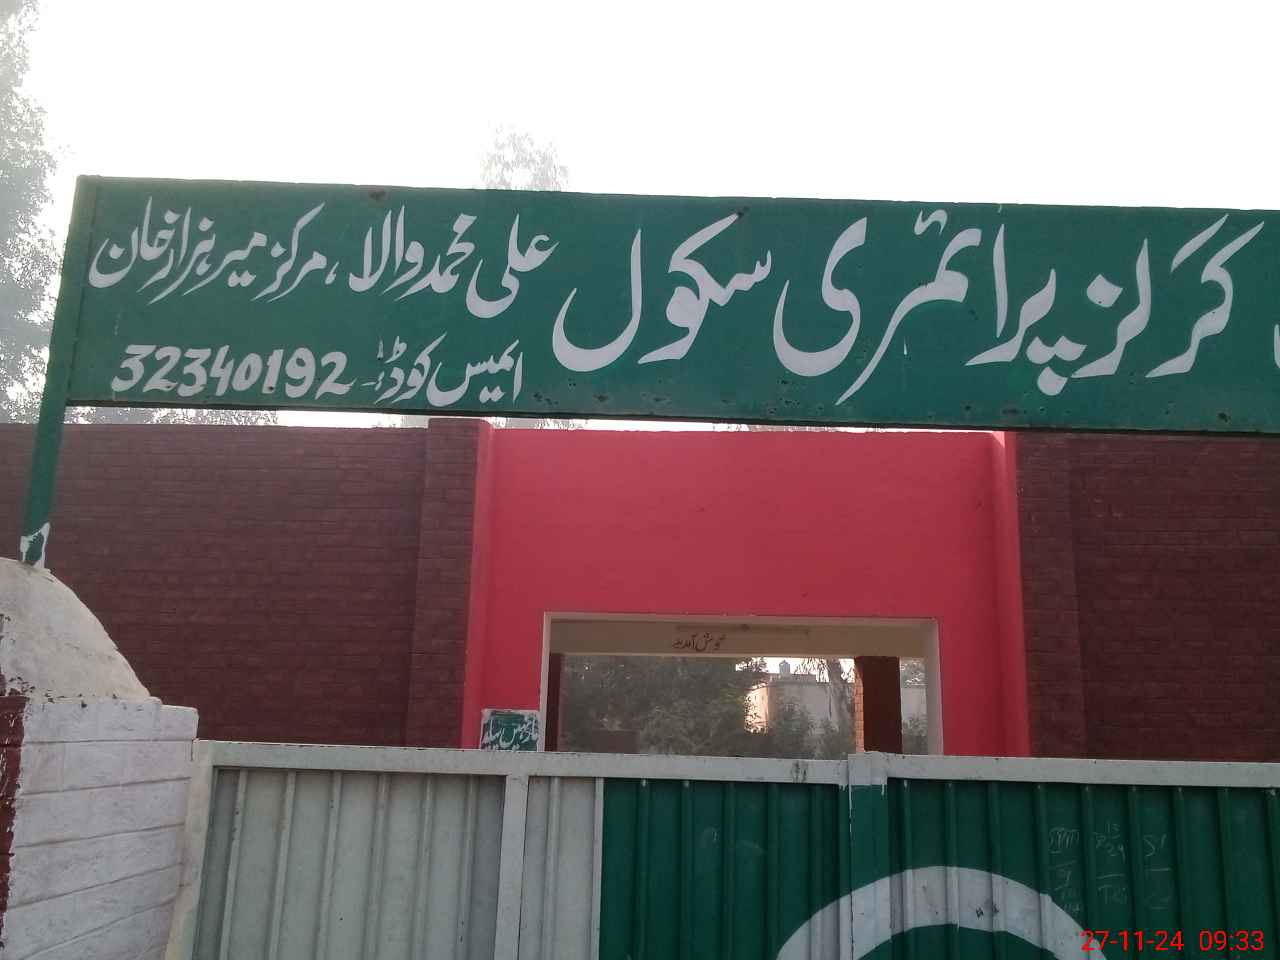 گرلز پرائمری سکول علی محمد والا، مرکز میر ہزار خان
ایمیس کوڈ۔ 32340192
خوش آمدید
27-11-24 09:33